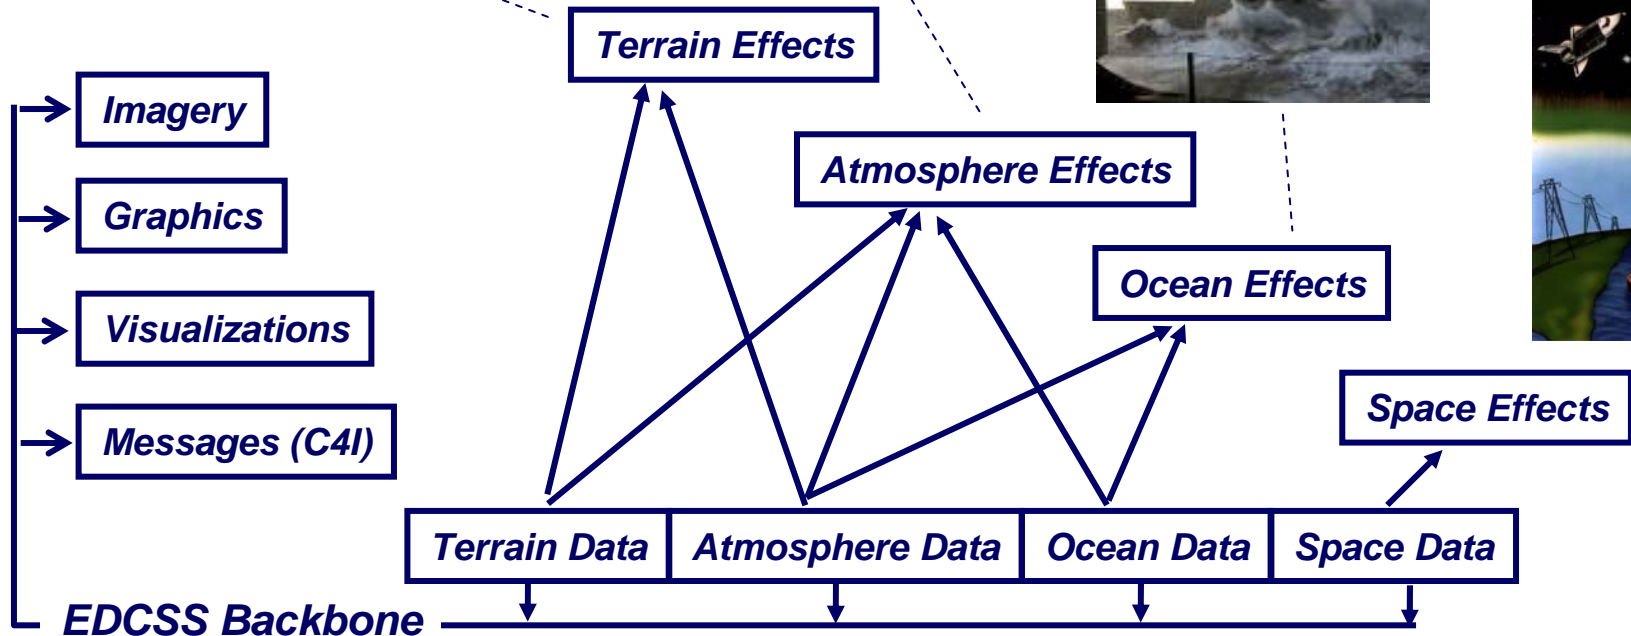 Terrain Effects
Imagery
Atmosphere Effects
Graphics
Ocean Effects
Visualizations
Space Effects
Messages (C4I)
Terrain Data
Atmosphere Data
Ocean Data
Space Data
EDCSS Backbone